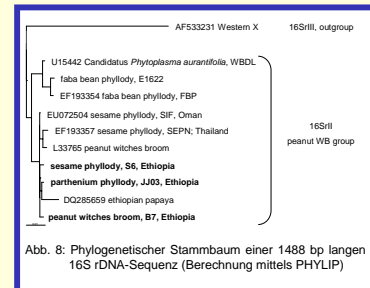 AF533231 Western X
16SrIII, outgroup
U15442 Candidatus Phytoplasma aurantifolia, WBDL
faba bean phyllody, E1622
EF193354 faba bean phyllody, FBP
EU072504 sesame phyllody, SIF, Oman
EF193357 sesame phyllody, SEPN; Thailand
L33765 peanut witches broom
sesame phyllody, S6, Ethiopia
parthenium phyllody, JJ03, Ethiopia
DQ285659 ethiopian papaya
peanut witches broom, B7, Ethiopia
16SrII
peanut WB group
Abb. 8: Phylogenetischer Stammbaum einer 1488 bp langen
16S rDNA-Sequenz (Berechnung mittels PHYLIP)